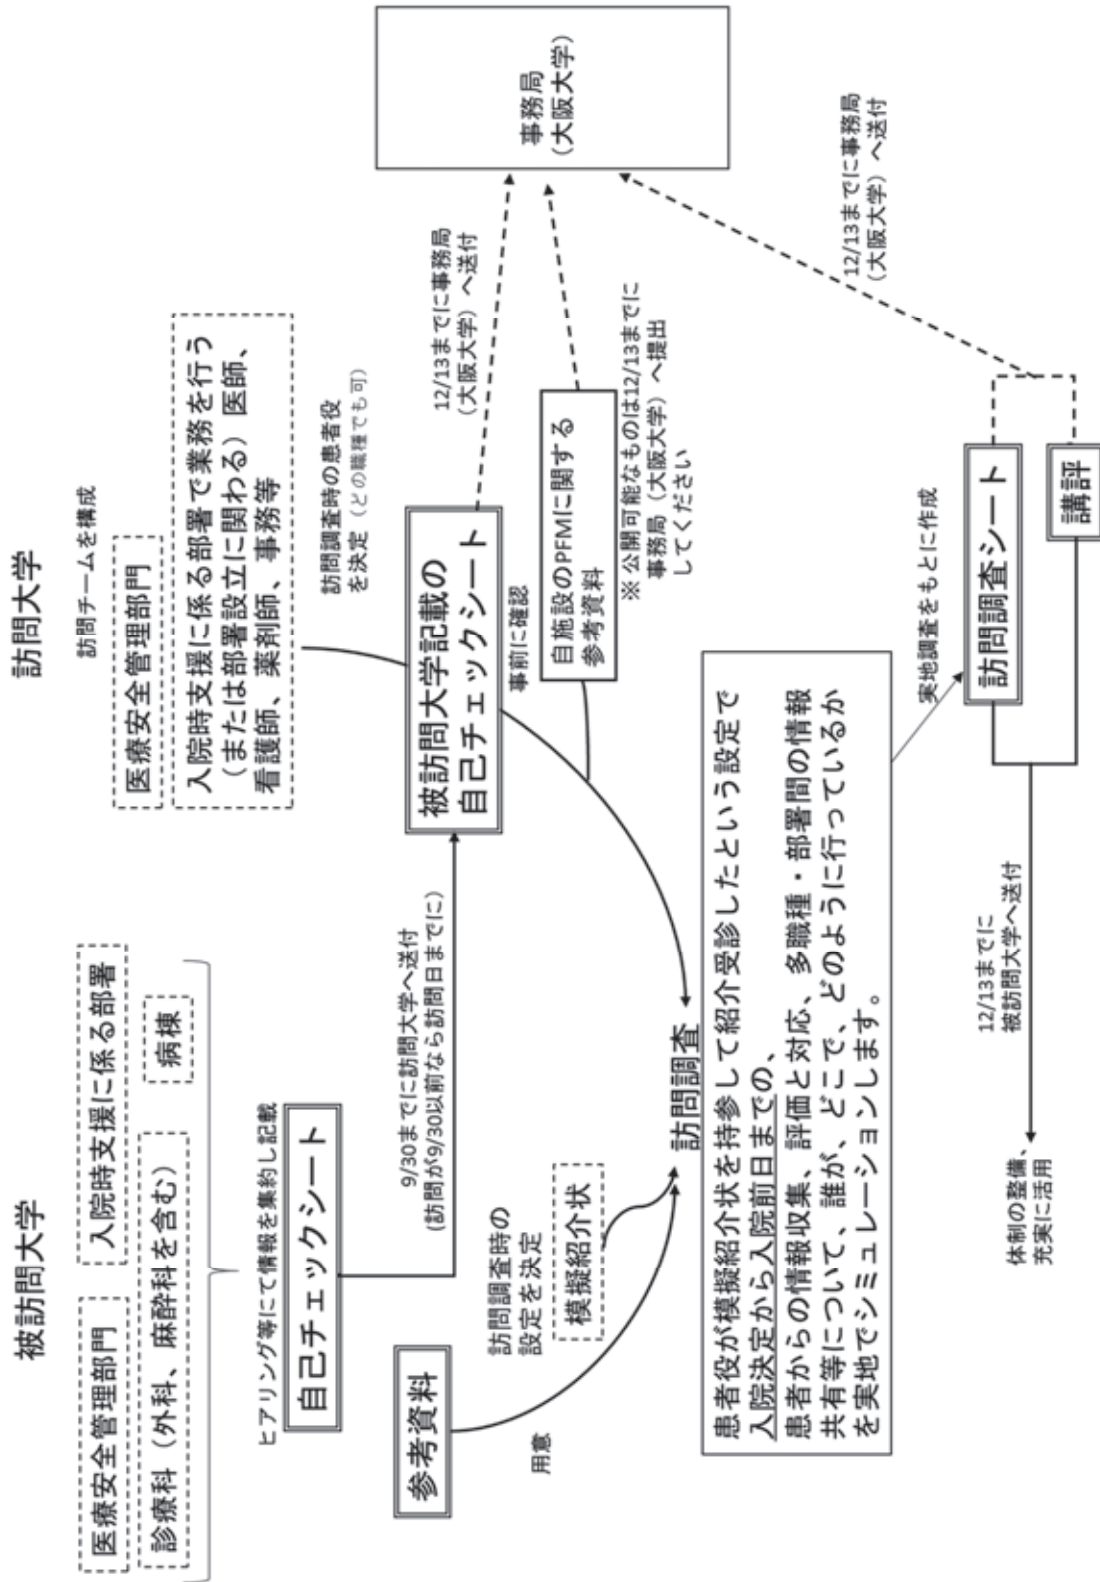 被訪問大学
医療安全管理部門
入院時支援に係る部署
診療科（外科、麻酔科を含む）
病棟
ヒアリング等にて情報を集約し記載
自己チェックシート
9/30までに訪問大学へ送付
(訪問が9/30以前なら訪問日までに)
参考資料
用意
訪問調査時の
設定を決定
模擬紹介状
訪問大学
訪問チームを構成
医療安全管理部門
入院時支援に係る部署で業務を行う
（または部署設立に関わる）医師、
看護師、薬剤師、事務等
訪問調査時の患者役
を決定（どの職種でも可）
被訪問大学記載の
自己チェックシート
事前に確認
12/13までに事務局
（大阪大学）へ送付
自施設のPFMに関する
参考資料
※公開可能なものは12/13までに
事務局（大阪大学）へ提出
してください
事務局
（大阪大学）
訪問調査
患者役が模擬紹介状を持参して紹介受診したという設定で
入院決定から入院前日までの、
患者からの情報収集、評価と対応、多職種・部署間の情報
共有等について、誰が、どこで、どのように行っているか
を実地でシミュレーションします。
実地調査をもとに作成
訪問調査シート
講評
12/13までに事務局
（大阪大学）へ送付
12/13までに
被訪問大学へ送付
体制の整備、
充実に活用